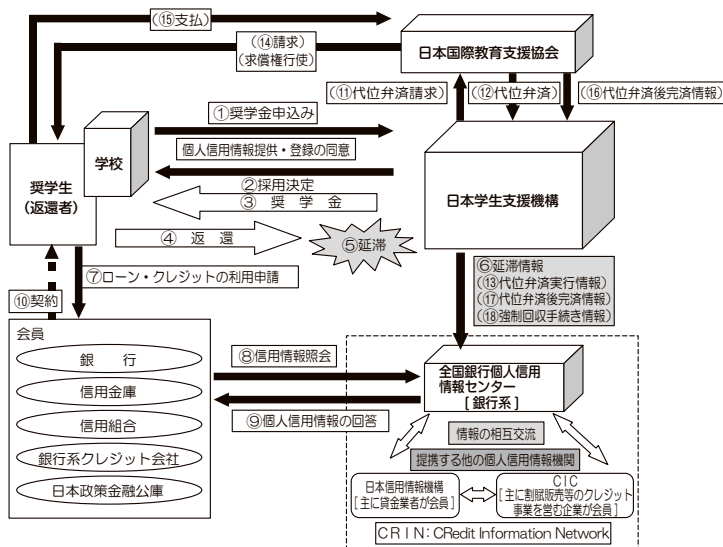 (⑮支払)
(⑭請求)
(求償権行使)
日本国際教育支援協会
(⑪代位弁済請求)
(⑫代位弁済)
(⑯代位弁済後完済情報)
①奨学金申込み
個人信用情報提供・登録の同意
学校
奨学生
(返還者)
②採用決定
③ 奨 学 金
日本学生支援機構
④ 返 還
⑤延滞
⑥延滞情報
(⑬代位弁済実行情報)
(⑰代位弁済後完済情報)
(⑱強制回収手続き情報)
⑦ローン・クレジットの利用申請
⑩契約
会員
銀 行
信用金庫
信用組合
銀行系クレジット会社
日本政策金融公庫
⑧信用情報照会
⑨個人信用情報の回答
全国銀行個人信用
情報センター
[ 銀行系 ]
情報の相互交流
提携する他の個人信用情報機関
日本信用情報機構
[ 主に貸金業者が会員 ]
CIC
[ 主に割賦販売等のクレジット
事業を営む企業が会員 ]
CRIN: CRedit Information Network